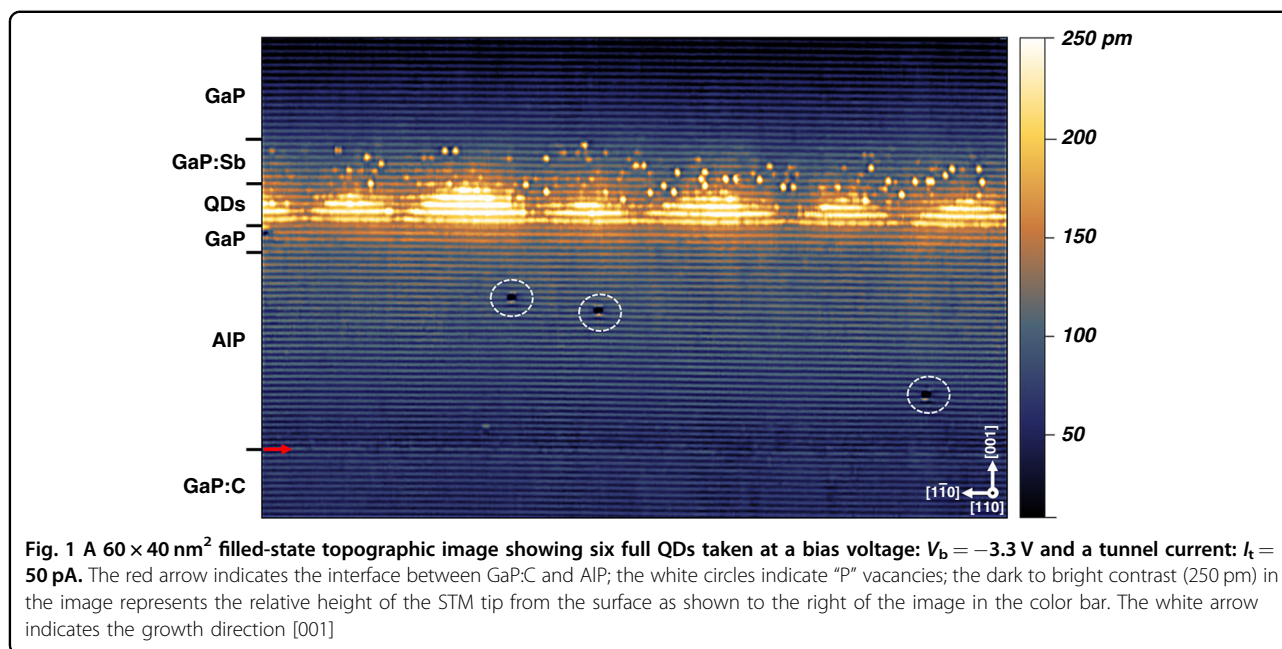 250 pm
GaP
200
GaP:Sb
QDs
GaP
150
AlP
100
50
[001]
GaP:C
[11̄0]
[110]
Fig. 1 A 60 × 40 nm² filled-state topographic image showing six full QDs taken at a bias voltage: Vb = −3.3 V and a tunnel current: It =
50 pA. The red arrow indicates the interface between GaP:C and AlP; the white circles indicate “P” vacancies; the dark to bright contrast (250 pm) in
the image represents the relative height of the STM tip from the surface as shown to the right of the image in the color bar. The white arrow
indicates the growth direction [001]